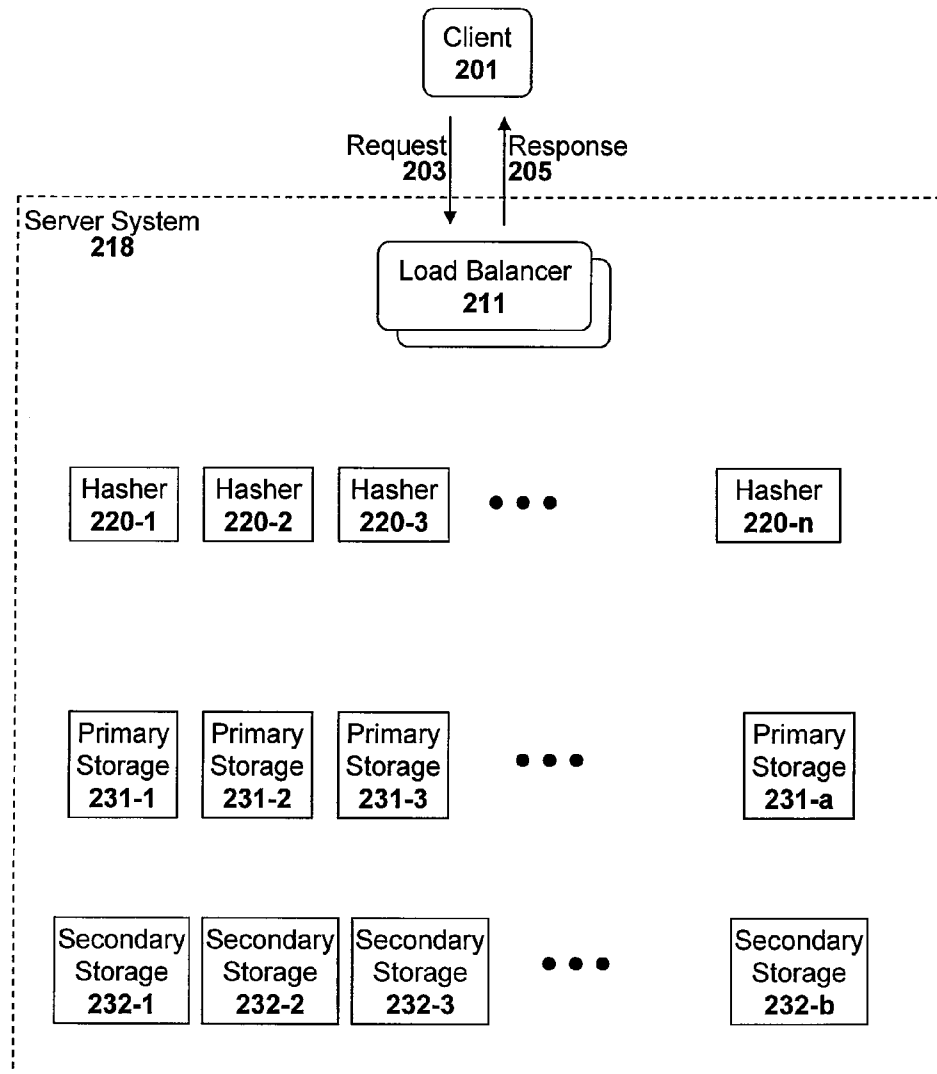 Client
201
Request
203
Response
205
Server System
218
Load Balancer
211
Hasher
220-1
Hasher
220-2
Hasher
220-3
Hasher
220-n
Primary
Storage
231-1
Primary
Storage
231-2
Primary
Storage
231-3
Primary
Storage
231-a
Secondary
Storage
232-1
Secondary
Storage
232-2
Secondary
Storage
232-3
Secondary
Storage
232-b